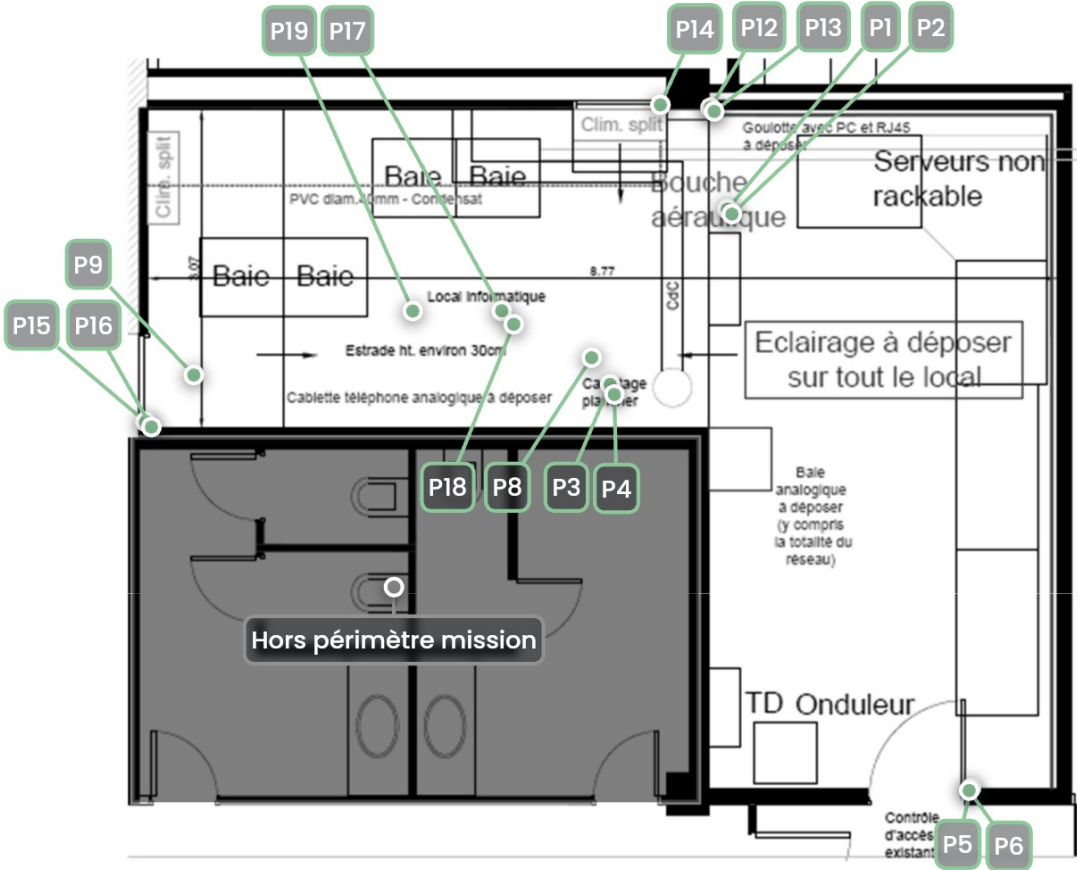 P19
P17
P14
P12
P13
P1
P2
Clim. split
Goulotte avec PC et RJ45
à déposer
Clim. split
Baie
Baie
PVC diam.40mm - Condensat
Bouche
aéraulique
Serveurs non
rackable
P9
3.07
Baie
Baie
8.77
Local informatique
CdC
P15
P16
Estrade ht. environ 30cm
Eclairage à déposer
sur tout le local
Cablette téléphone analogique à déposer
P18
P8
P3
P4
Baie
analogique
à déposer
(y compris
la totalité du
réseau)
Hors périmètre mission
TD
Onduleur
Contrôle
d'accès
existant
P5
P6